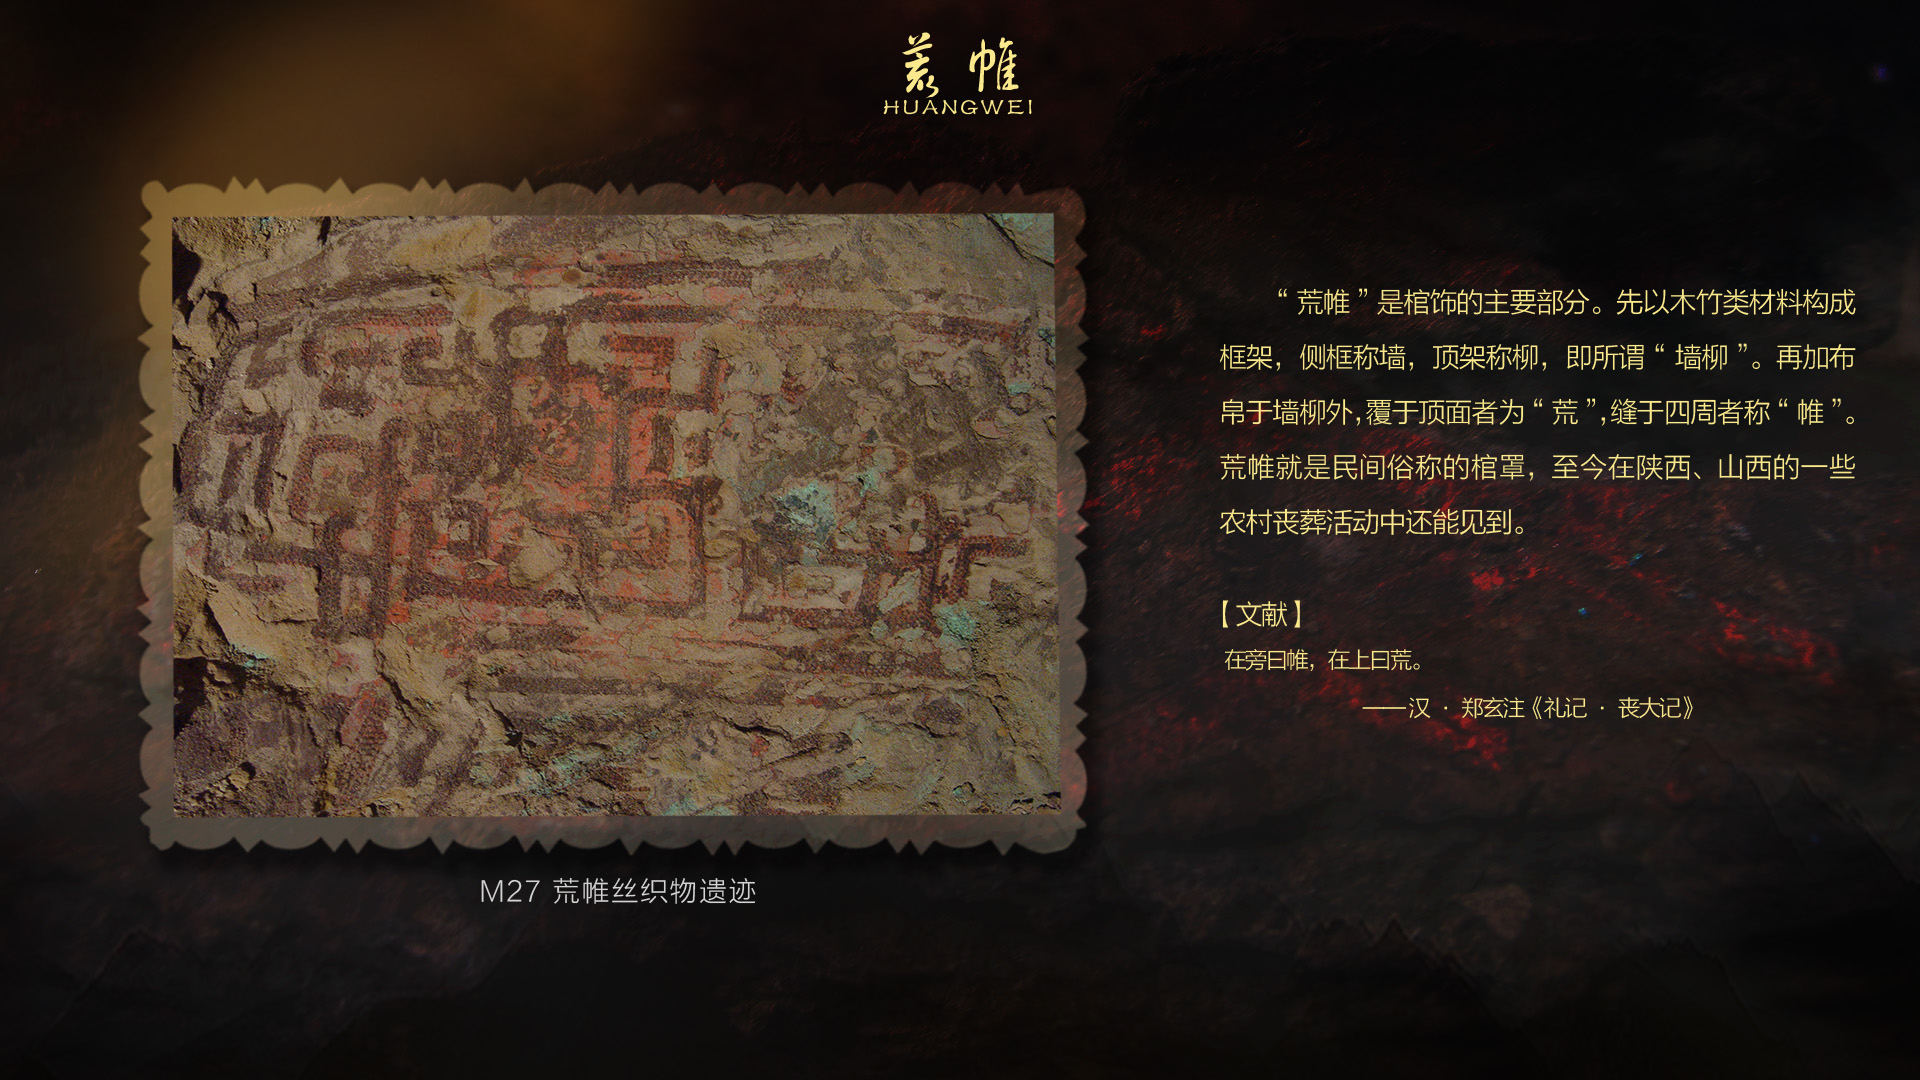 荒帷
HUANGWEI
“荒帷”是棺饰的主要部分。先以木竹类材料构成
框架，侧框称墙，顶架称柳，即所谓“墙柳”。再加布
帛于墙柳外，覆于顶面者为“荒”，缝于四周者称“帷”。
荒帷就是民间俗称的棺罩，至今在陕西、山西的一些
农村丧葬活动中还能见到。
【文献】
在旁曰帷，在上曰荒。
——汉 · 郑玄注《礼记 · 丧大记》
M27 荒帷丝织物遗迹